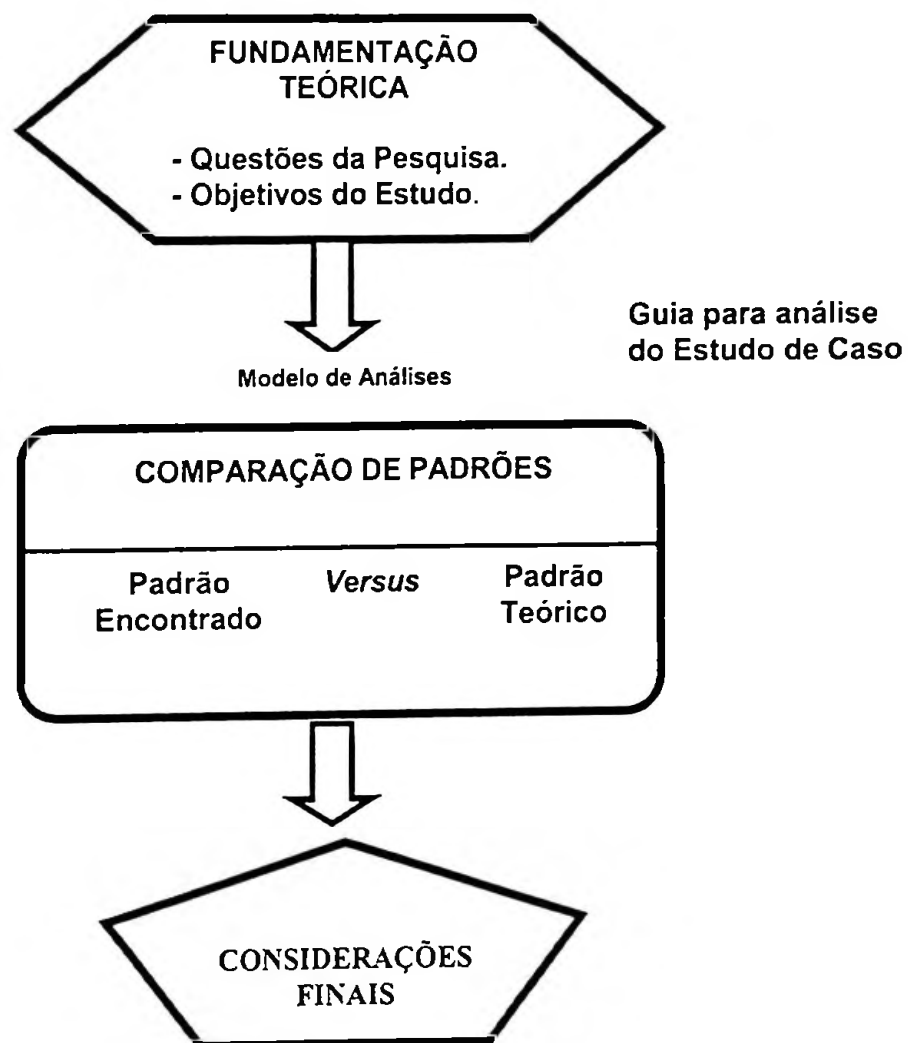 FUNDAMENTAÇÃO
TEÓRICA
- Questões da Pesquisa.
- Objetivos do Estudo.
Guia para análise
do Estudo de Caso
Modelo de Análises
COMPARAÇÃO DE PADRÕES
Padrão Versus Padrão
Encontrado Teórico
CONSIDERAÇÕES
FINAIS